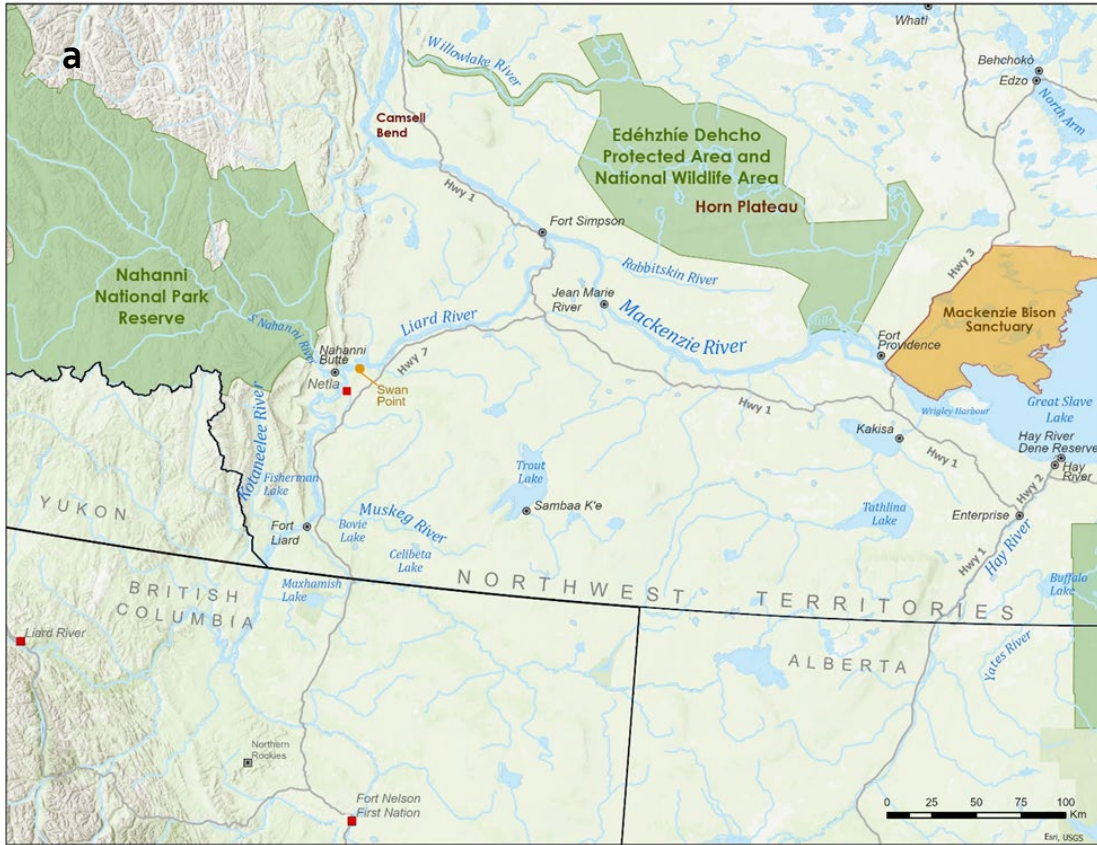 a
Whatì
Behchokò
Edzo
North Arm
Willowlake River
Camsell
Bend
Edéhzhíe Dehcho
Protected Area and
National Wildlife Area
Horn Plateau
Hwy 1
Fort Simpson
Rabbitskin River
Hwy 3
Nahanni
National Park
Reserve
Jean Marie
River
Mackenzie River
Mackenzie Bison
Sanctuary
Liard River
S Nahanni River
Hwy 7
Nahanni
Butte
Netla
Swan
Point
Fort
Providence
Great Slave
Lake
Wrigley Harbour
Hwy 1
Kakisa
Hwy 1
Hay River
Dene Reserve
Hay
River
Hwy 2
Kotaneelee River
Fisherman
Lake
Trout
Lake
Sambaa K'e
Tathlina
Lake
Enterprise
Hay River
YUKON
Fort
Liard
Muskeg River
Bovie
Lake
Celibeta
Lake
Hwy 1
Buffalo
Lake
Maxhamish
Lake
NORTHWEST TERRITORIES
BRITISH
COLUMBIA
Liard River
ALBERTA
Yates River
Northern
Rockies
Fort Nelson
First Nation
0 25 50 75 100
Km
Esri, USGS